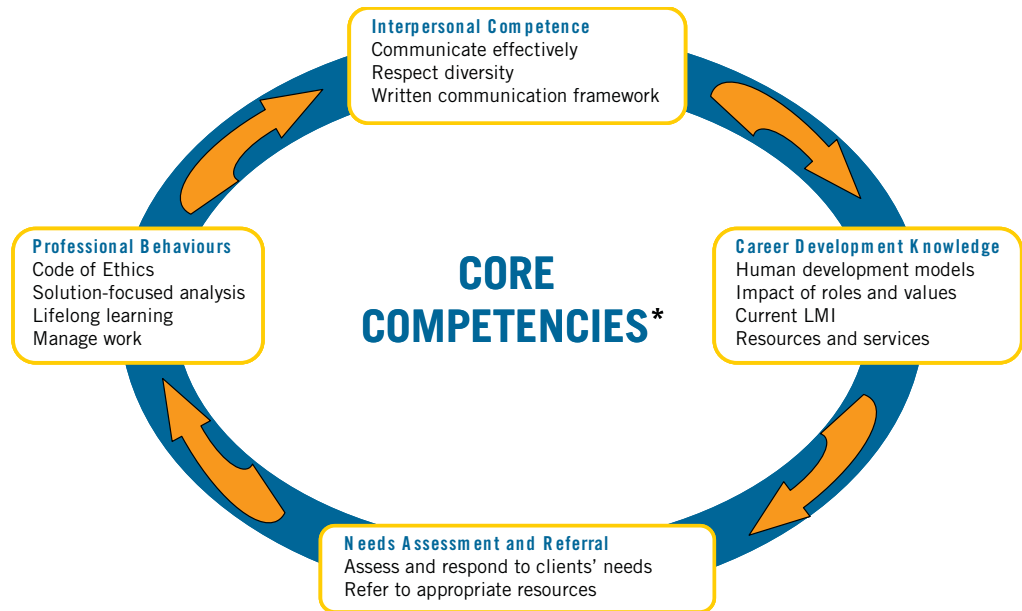 Interpersonal Competence
Communicate effectively
Respect diversity
Written communication framework
Professional Behaviours
Code of Ethics
Solution-focused analysis
Lifelong learning
Manage work
CORE
COMPETENCIES*
Career Development Knowledge
Human development models
Impact of roles and values
Current LMI
Resources and services
Needs Assessment and Referral
Assess and respond to clients’ needs
Refer to appropriate resources